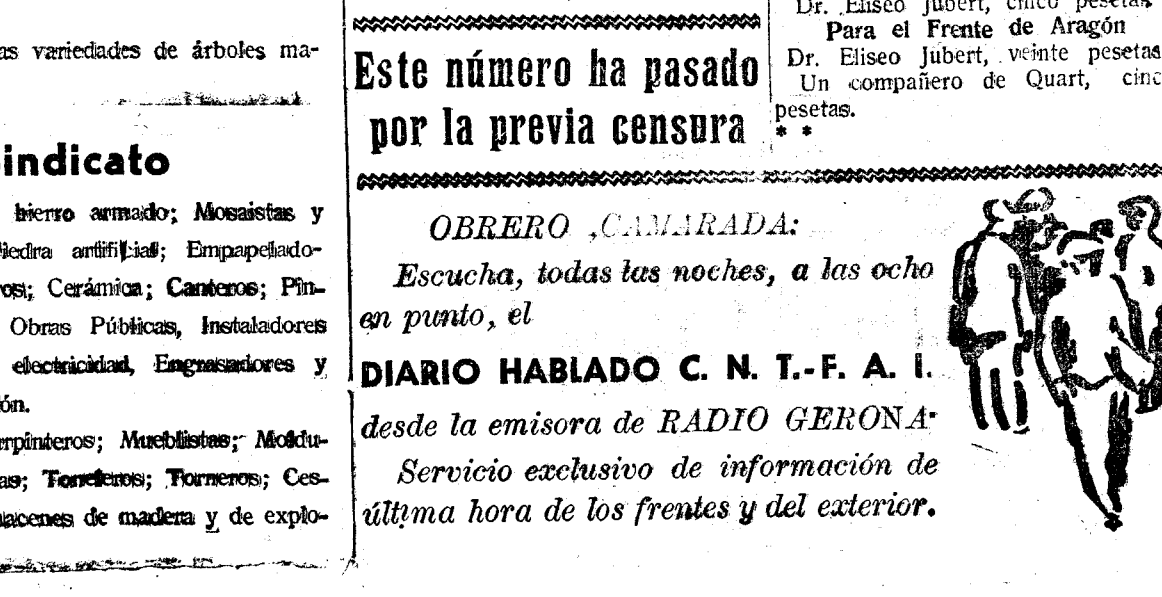 as variedades de árboles ma-
indicato
hierro armado; Mosaistas y
iedra artificial; Empapelado-
os; Cerámica; Canteros; Pin-
Obras Públicas, Instaladores
electricidad, Engrasadores y
ón.
rpinteros; Mueblistas; Moldu-
as; Toneleros; Torneros; Ces-
lacenes de madera y de explo-
Este número ha pasado
por la previa censura
Dr. Eliseo Jubert, cinco pesetas
Para el Frente de Aragón
Dr. Eliseo Jubert, veinte pesetas
Un compañero de Quart, cinc
pesetas.
* *
OBRERO, CAMARADA:
Escucha, todas las noches, a las ocho
en punto, el
DIARIO HABLADO C. N. T.-F. A. I.
desde la emisora de RADIO GERONA
Servicio exclusivo de información de
última hora de los frentes y del exterior.